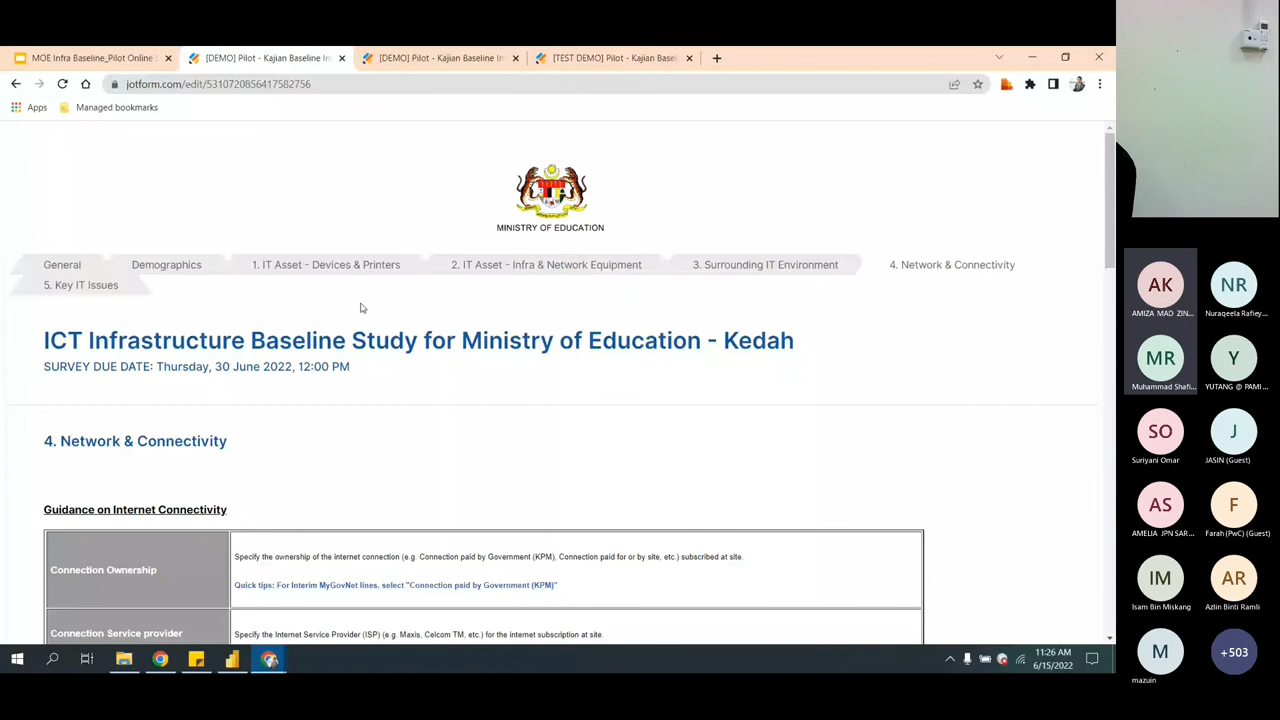 MOE Infra Baseline_Pilot Online
[DEMO] Pilot - Kajian Baseline In
[DEMO] Pilot - Kajian Baseline In
[TEST DEMO] Pilot - Kajian Basel
jotform.com/edit/5310720856417582756
Apps
Managed bookmarks
MINISTRY OF EDUCATION
General
Demographics
1. IT Asset - Devices & Printers
2. IT Asset - Infra & Network Equipment
3. Surrounding IT Environment
4. Network & Connectivity
5. Key IT Issues
ICT Infrastructure Baseline Study for Ministry of Education - Kedah
SURVEY DUE DATE: Thursday, 30 June 2022, 12:00 PM
4. Network & Connectivity
Guidance on Internet Connectivity
Connection Ownership
Specify the ownership of the internet connection (e.g. Connection paid by Government (KPM), Connection paid for or by site, etc.) subscribed at site.
Quick tips: For Interim MyGovNet lines, select "Connection paid by Government (KPM)"
Connection Service provider
Specify the Internet Service Provider (ISP) (e.g. Maxis, Celcom TM, etc.) for the internet subscription at site.
11:26 AM
6/15/2022
AK
AMIZA MAD ZIN...
NR
Nuraqeela Rafiey...
MR
Muhammad Shafi...
Y
YUTANG @ PAMI ...
SO
Suriyani Omar
J
JASIN (Guest)
AS
AMELIA JPN SAR...
F
Farah (PwC) (Guest)
IM
Isam Bin Miskang
AR
Azlin Binti Ramli
M
mazuin
+503